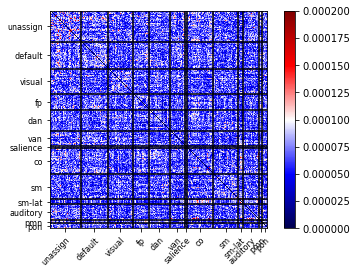 unassign
default
visual
fp
dan
van
salience
co
sm
sm-lat
auditory
pmn
pon
unassign
default
visual
fp
dan
van
salience
co
sm
sm-lat
auditory
0.000200
0.000175
0.000150
0.000125
0.000100
0.000075
0.000050
0.000025
0.000000